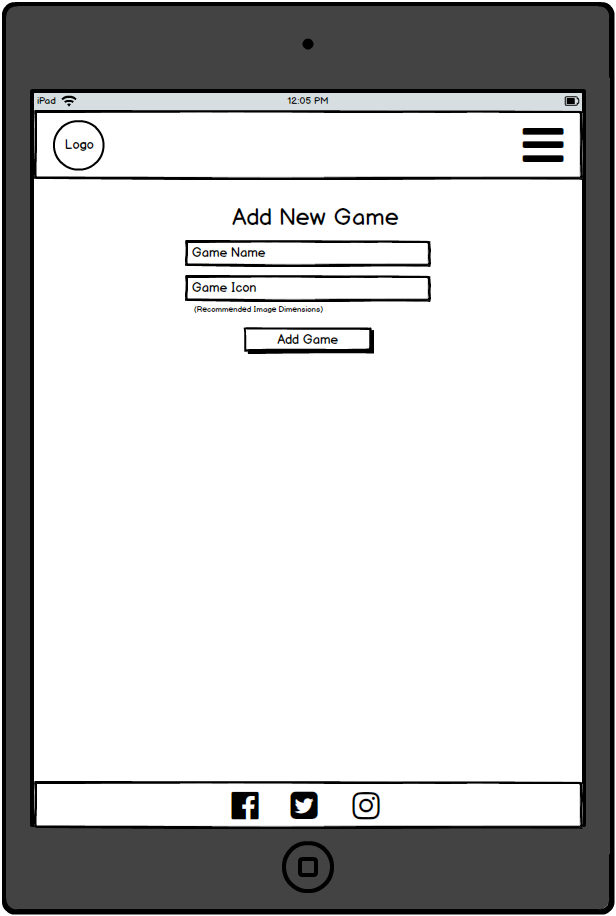 iPad 12:05 PM
Logo
Add New Game
Game Name
Game Icon
(Recommended Image Dimensions)
Add Game